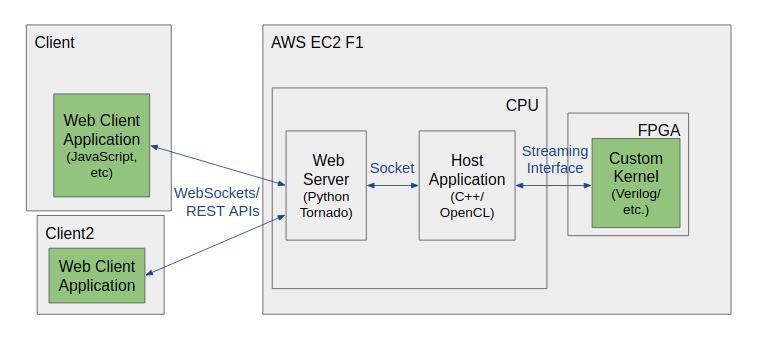 Client
Web Client
Application
(JavaScript,
etc)
Client2
Web Client
Application
WebSockets/
REST APIs
AWS EC2 F1
CPU
Web
Server
(Python
Tornado)
Socket
Host
Application
(C++/
OpenCL)
Streaming
Interface
FPGA
Custom
Kernel
(Verilog/
etc.)